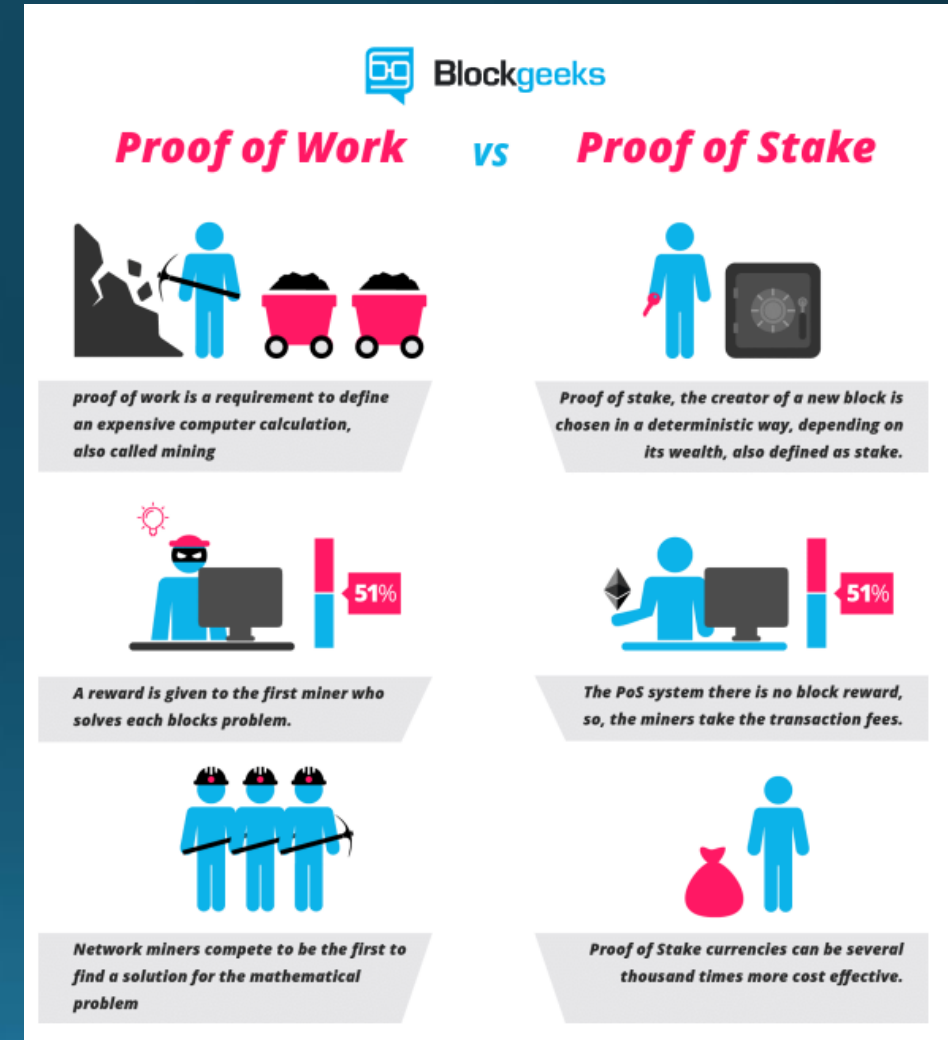 Blockgeeks
Proof of Work vs Proof of Stake
proof of work is a requirement to define
an expensive computer calculation,
also called mining
Proof of stake, the creator of a new block is
chosen in a deterministic way, depending on
its wealth, also defined as stake.
51%
51%
A reward is given to the first miner who
solves each blocks problem.
The PoS system there is no block reward,
so, the miners take the transaction fees.
Network miners compete to be the first to
find a solution for the mathematical
problem
Proof of Stake currencies can be several
thousand times more cost effective.